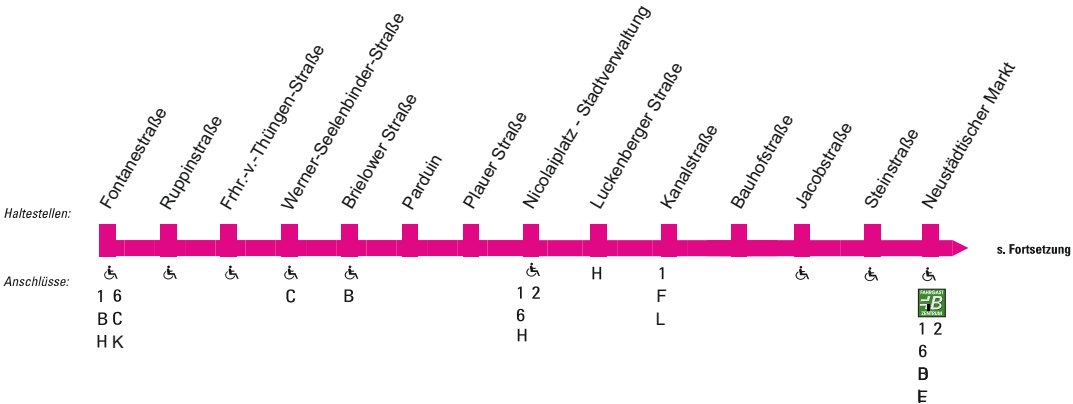 Fontanestraße
Ruppinstraße
Frhr.-v.-Thüngen-Straße
Werner-Seelenbinder-Straße
Brielower Straße
Parduin
Plauer Straße
Nicolaiplatz - Stadtverwaltung
Luckenberger Straße
Kanalstraße
Bauhofstraße
Jacobstraße
Steinstraße
Neustädtischer Markt
Haltestellen:
s. Fortsetzung
Anschlüsse:
1 6
B C
H K
C
B
1 2
6
H
H
1
F
L
FAHRGAST
B
ZENTRUM
1 2
6
B
E